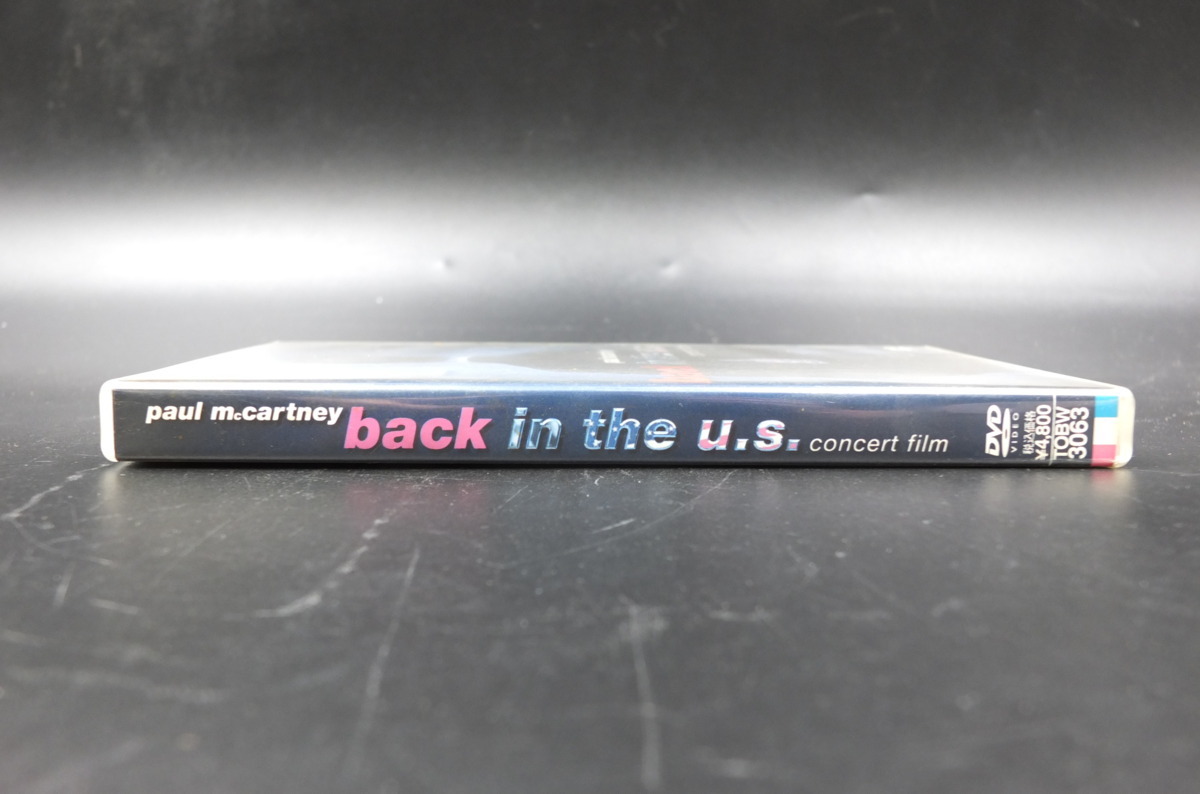 paul mccartney back in the u.s. concert film
DVD
VIDEO
税込価格
¥4,800
TOBW
3063